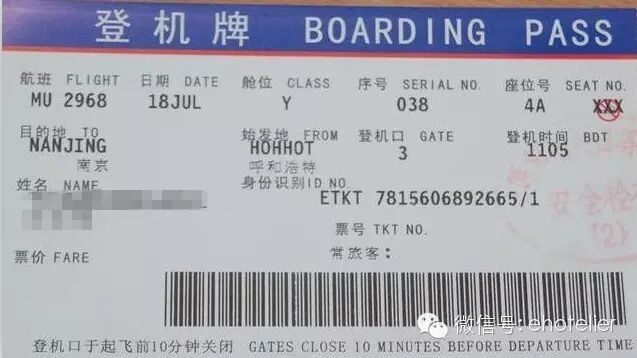 登机牌 BOARDING PASS
航班 FLIGHT 日期 DATE 舱位 CLASS 序号 SERIAL NO. 座位号 SEAT NO.
MU 2968 18JUL Y 038 4A XXX
目的地 TO 始发地 FROM 登机口 GATE 登机时间 BDT
NANJING HOHHOT 3 1105
南京 呼和浩特
姓名 NAME 身份识别ID NO.
ETKT 7815606892665/1
安全检
(2)
票号 TKT NO.
票价 FARE 常旅客:
微信号: ehotelier
登机口于起飞前10分钟关闭 GATES CLOSE 10 MINUTES BEFORE DEPARTURE TIME